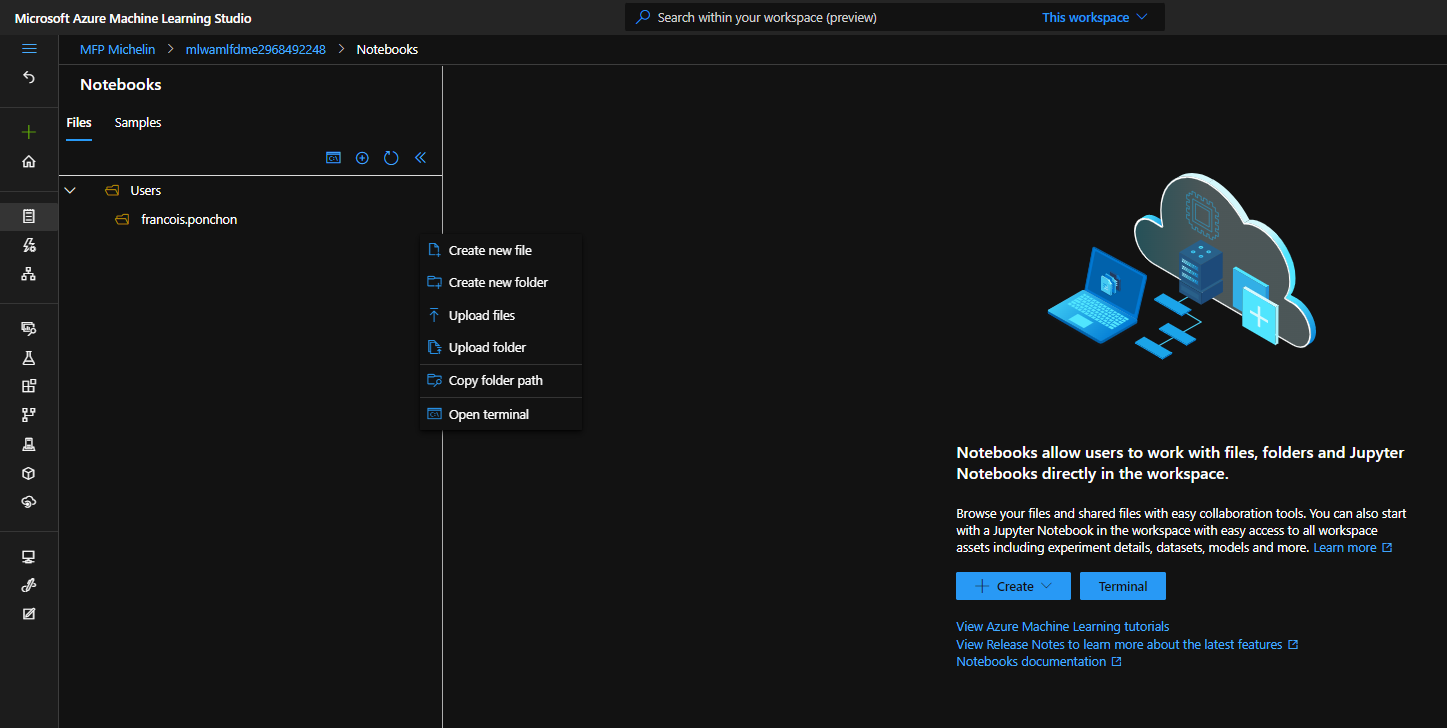 Microsoft Azure Machine Learning Studio
Search within your workspace (preview)
This workspace
MFP Michelin > mlwamlfdme2968492248 > Notebooks
Notebooks
Files
Samples
Users
francois.ponchon
Create new file
Create new folder
Upload files
Upload folder
Copy folder path
Open terminal
Notebooks allow users to work with files, folders and Jupyter
Notebooks directly in the workspace.
Browse your files and shared files with easy collaboration tools. You can also start
with a Jupyter Notebook in the workspace with easy access to all workspace
assets including experiment details, datasets, models and more. Learn more
Create
Terminal
View Azure Machine Learning tutorials
View Release Notes to learn more about the latest features
Notebooks documentation